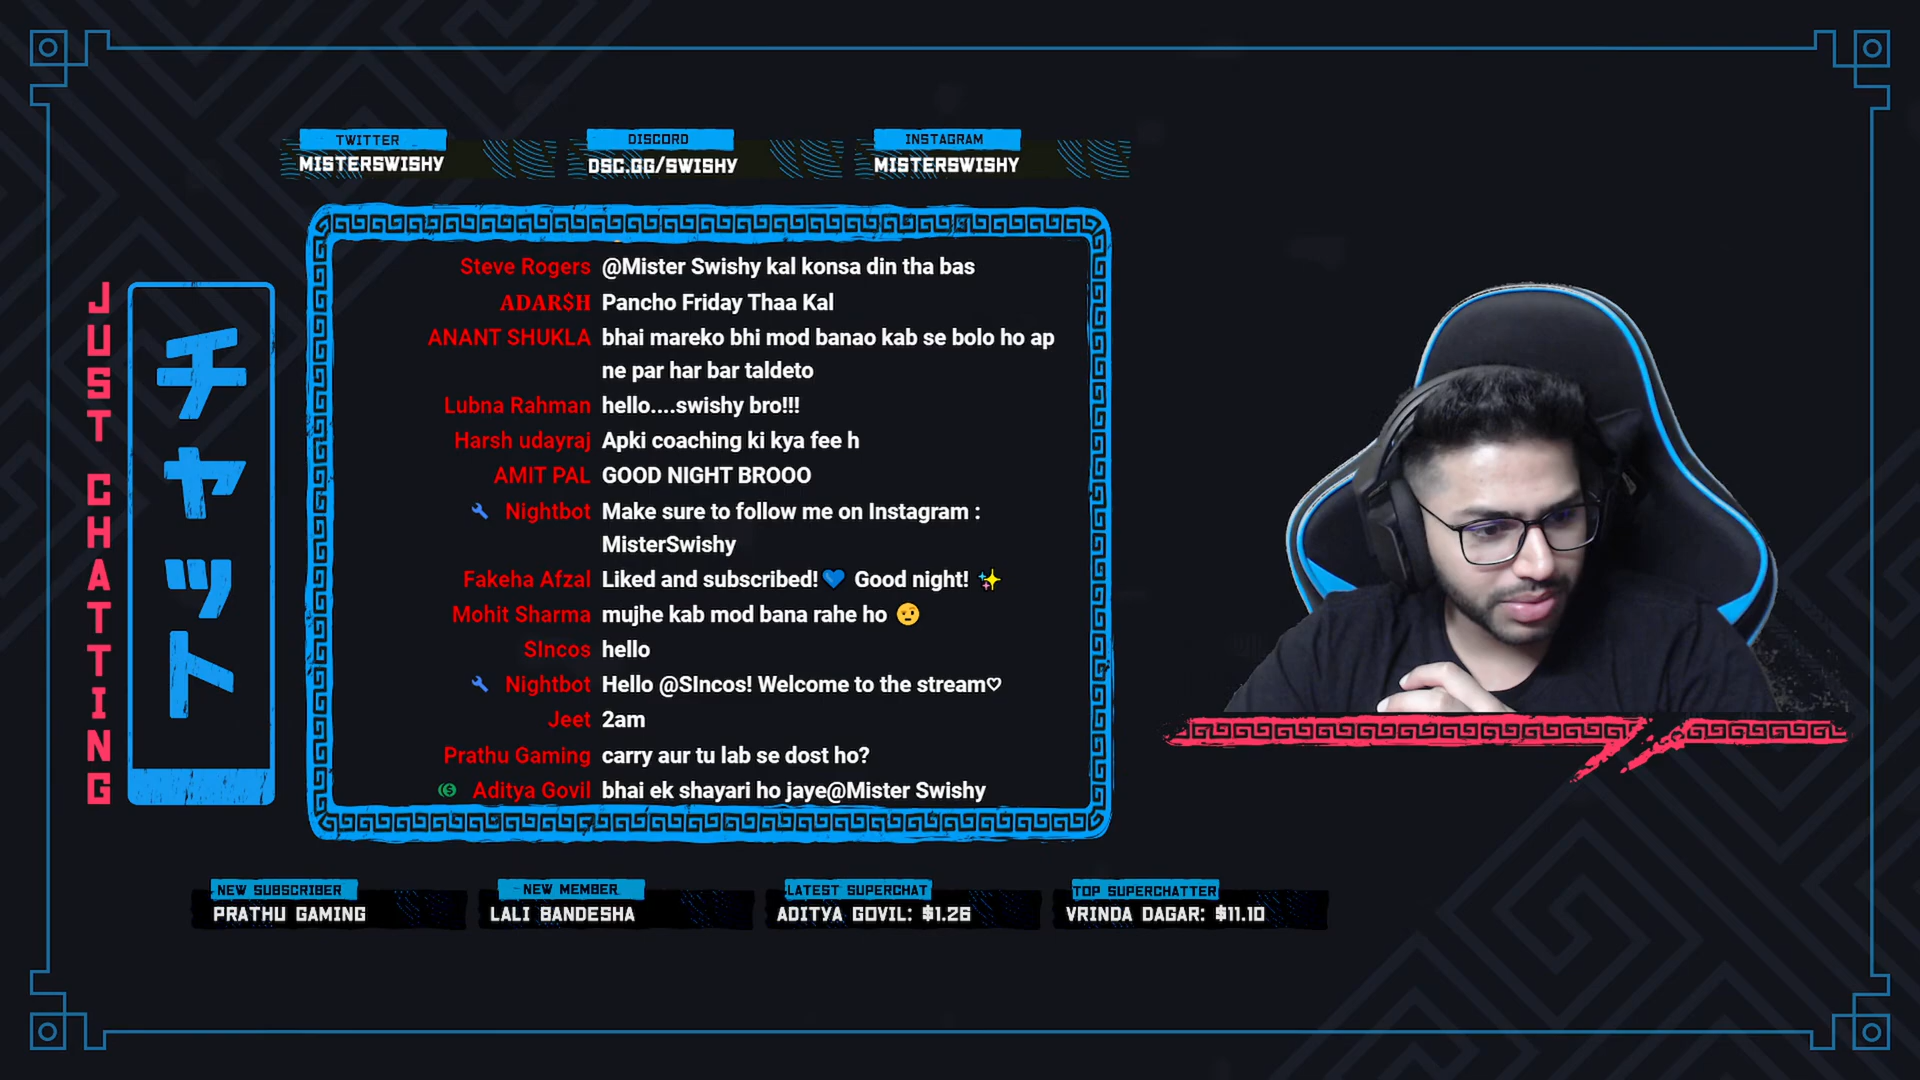 TWITTER
MISTERSWISHY
DISCORD
DSC.GG/SWISHY
INSTAGRAM
MISTERSWISHY
JUST CHATTING
チャット
Steve Rogers @Mister Swishy kal konsa din tha bas
ADAR$H Pancho Friday Thaa Kal
ANANT SHUKLA bhai mareko bhi mod banao kab se bolo ho ap
ne par har bar taldeto
Lubna Rahman hello....swishy bro!!!
Harsh udayraj Apki coaching ki kya fee h
AMIT PAL GOOD NIGHT BROOO
Nightbot Make sure to follow me on Instagram :
MisterSwishy
Fakeha Afzal Liked and subscribed!💙 Good night! ✨
Mohit Sharma mujhe kab mod bana rahe ho 🤨
SIncos hello
Nightbot Hello @SIncos! Welcome to the stream♡
Jeet 2am
Prathu Gaming carry aur tu lab se dost ho?
Aditya Govil bhai ek shayari ho jaye@Mister Swishy
NEW SUBSCRIBER
PRATHU GAMING
NEW MEMBER
LALI BANDESHA
LATEST SUPERCHAT
ADITYA GOVIL: $1.26
TOP SUPERCHATTER
VRINDA DAGAR: $11.10